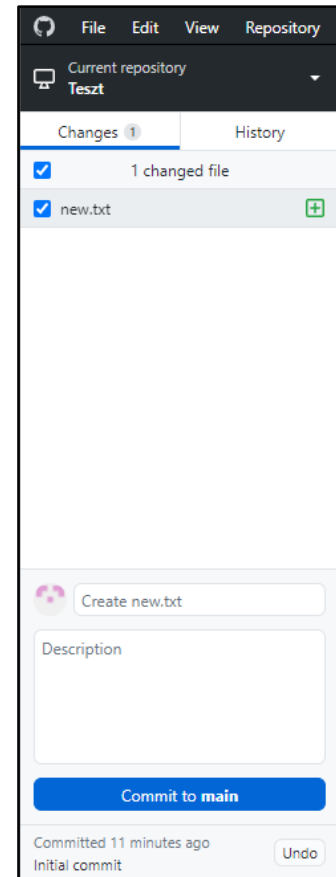 File Edit View Repository
Current repository
Teszt
Changes 1 History
1 changed file
new.txt
Create new.txt
Description
Commit to main
Committed 11 minutes ago
Initial commit
Undo